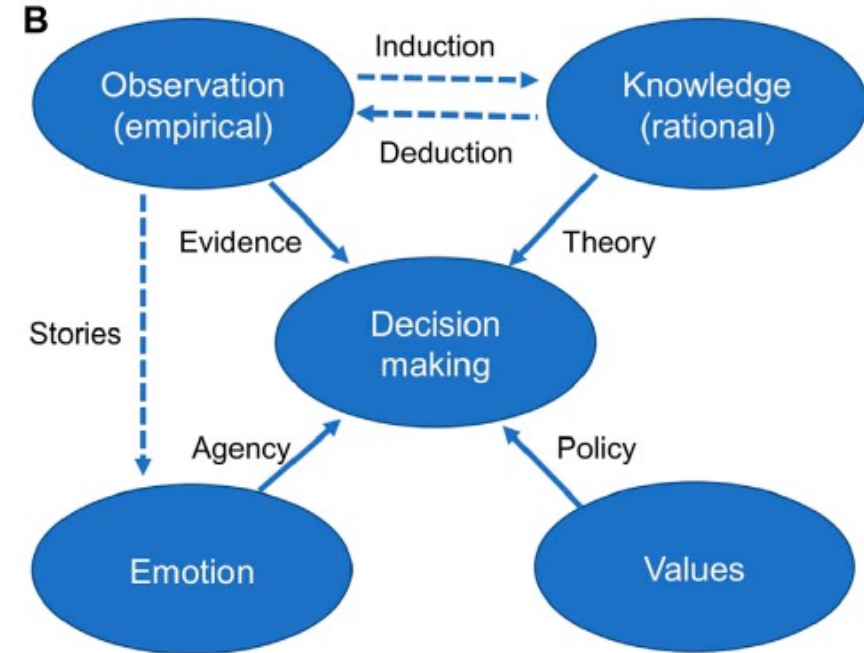 B
Observation
(empirical)
Induction
Deduction
Knowledge
(rational)
Evidence
Theory
Stories
Decision
making
Agency
Policy
Emotion
Values